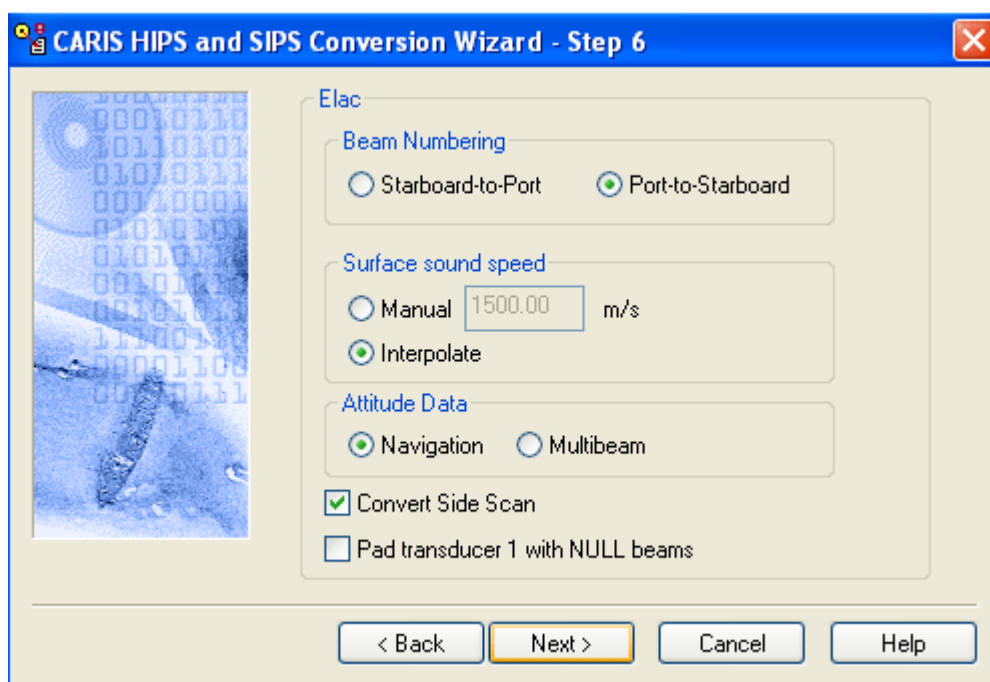 CARIS HIPS and SIPS Conversion Wizard - Step 6
Elac
Beam Numbering
Starboard-to-Port Port-to-Starboard
Surface sound speed
Manual 1500.00 m/s
Interpolate
Attitude Data
Navigation Multibeam
Convert Side Scan
Pad transducer 1 with NULL beams
< Back Next > Cancel Help